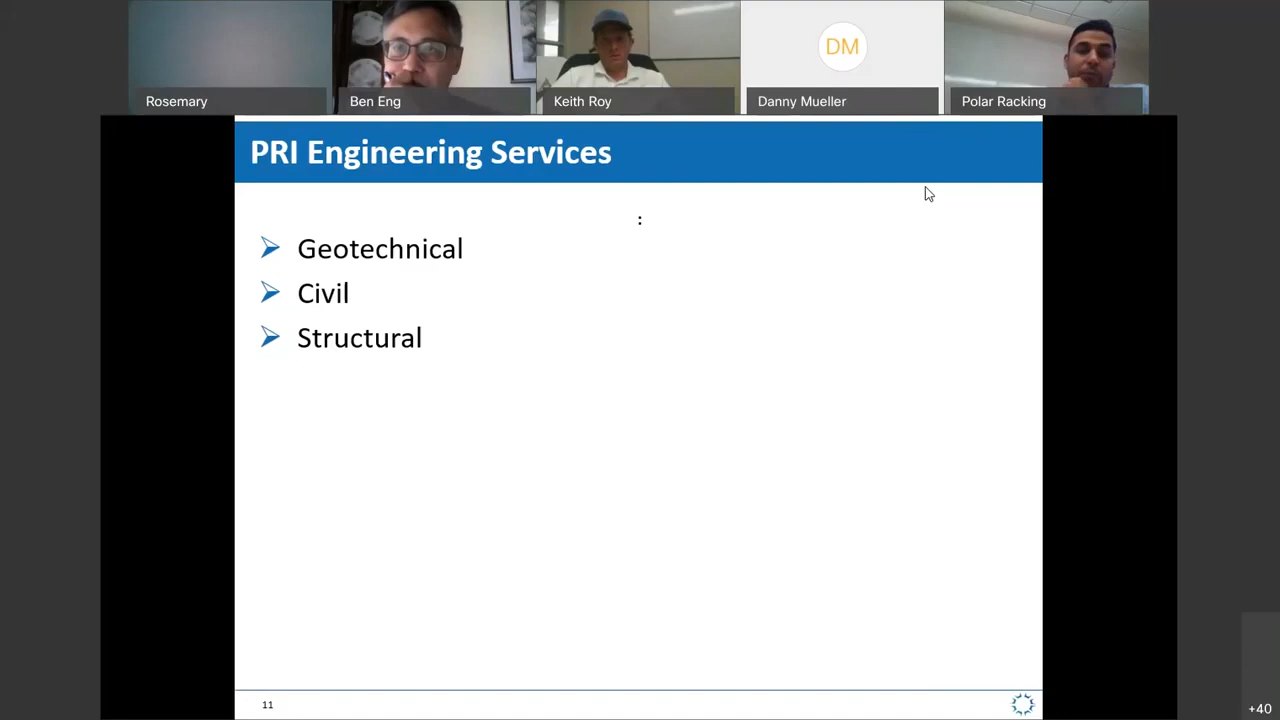 DM
Rosemary
Ben Eng
Keith Roy
Danny Mueller
Polar Racking
PRI Engineering Services
:
Geotechnical
Civil
Structural
11
+40